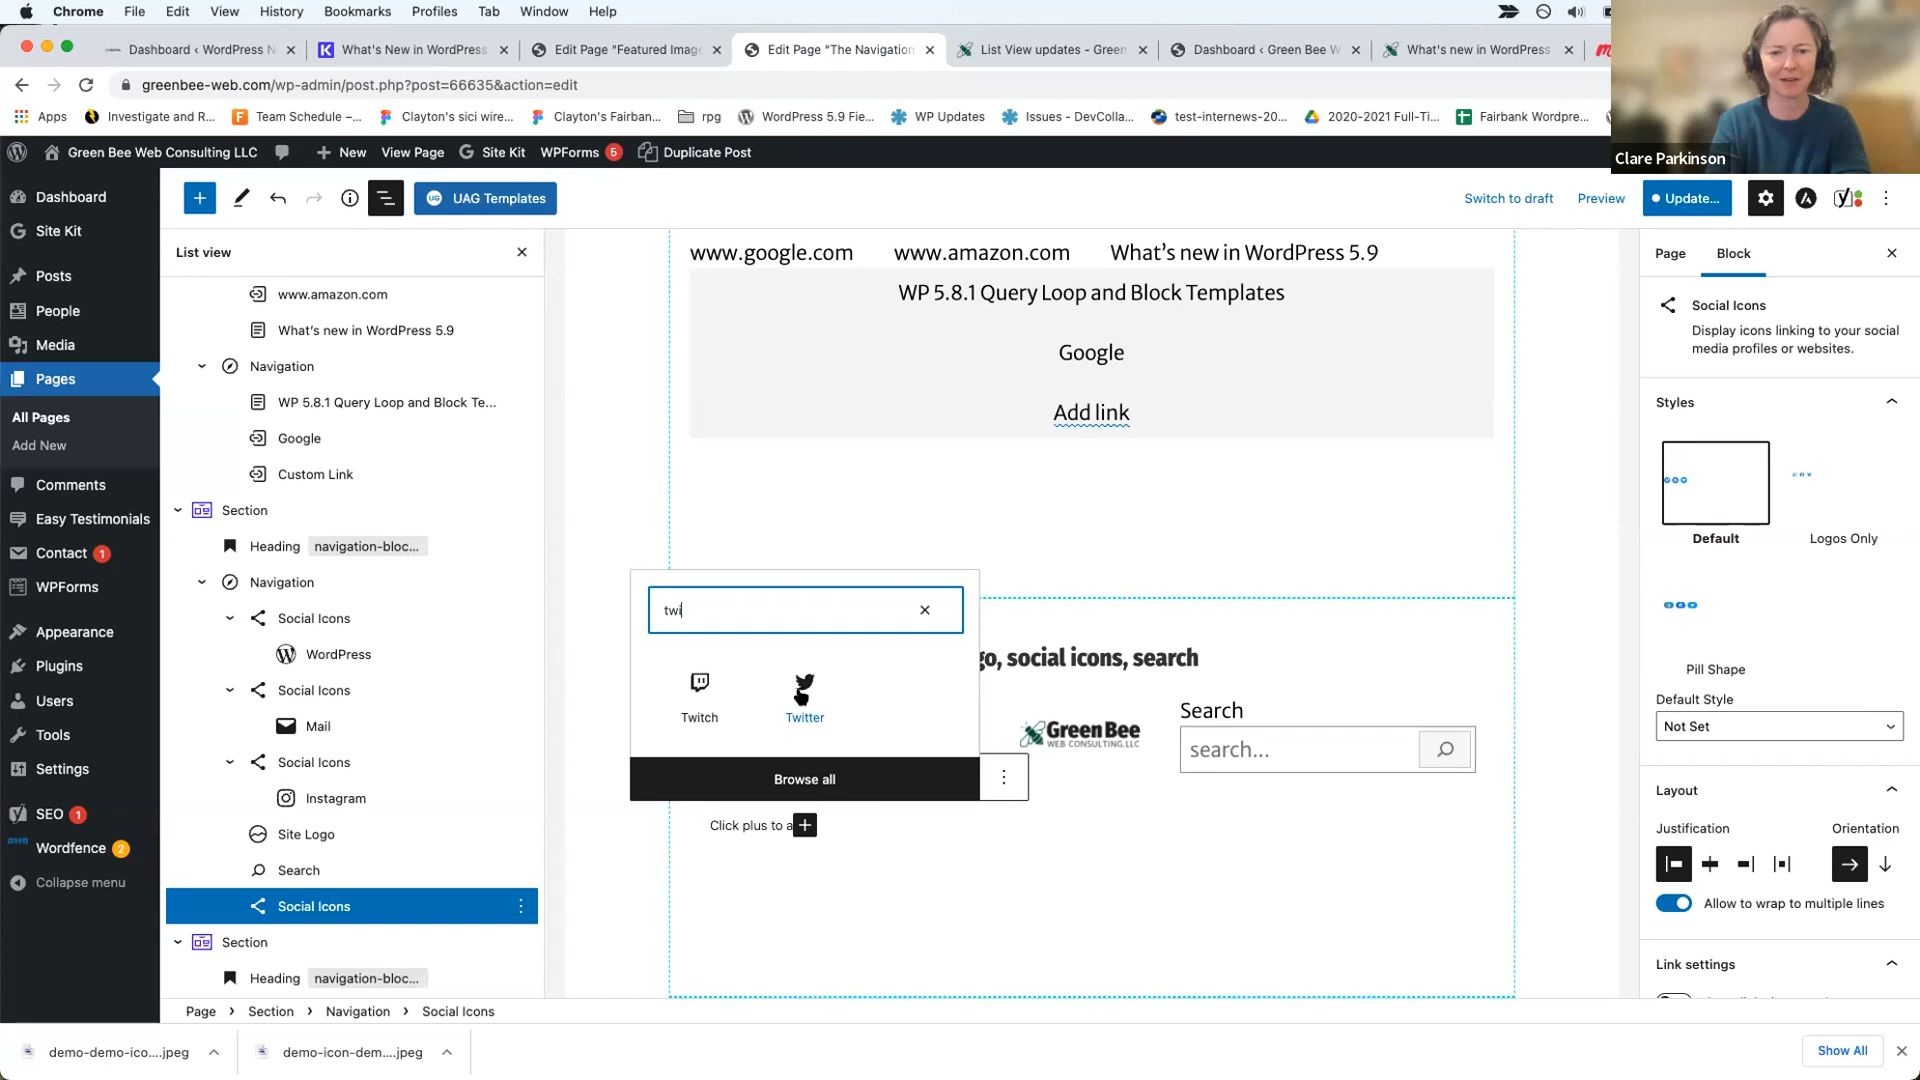 Chrome File Edit View History Bookmarks Profiles Tab Window Help
Dashboard ‹ WordPress N
What's New in WordPress
Edit Page “Featured Imag
Edit Page “The Navigation
List View updates - Green
Dashboard ‹ Green Bee W
What's new in WordPress
greenbee-web.com/wp-admin/post.php?post=66635&action=edit
Apps Investigate and R... Team Schedule –... Clayton's sici wire... Clayton's Fairban... rpg WordPress 5.9 Fie... WP Updates Issues - DevColla... test-internews-20... 2020-2021 Full-Ti... Fairbank Wordpre...
Clare Parkinson
Green Bee Web Consulting LLC New View Page Site Kit WPForms 5 Duplicate Post
Dashboard
Site Kit
Posts
People
Media
Pages
All Pages
Add New
Comments
Easy Testimonials
Contact 1
WPForms
Appearance
Plugins
Users
Tools
Settings
SEO 1
Wordfence 2
Collapse menu
UAG Templates
Switch to draft Preview Update...
List view
www.amazon.com
What's new in WordPress 5.9
Navigation
WP 5.8.1 Query Loop and Block Te...
Google
Custom Link
Section
Heading navigation-bloc...
Navigation
Social Icons
WordPress
Social Icons
Mail
Social Icons
Instagram
Site Logo
Search
Social Icons
Section
Heading navigation-bloc...
www.google.com www.amazon.com What’s new in WordPress 5.9
WP 5.8.1 Query Loop and Block Templates
Google
Add link
twi
Twitch Twitter
Browse all
social icons, search
Green Bee
WEB CONSULTING, LLC
Search
search...
Click plus to a
Page Block
Social Icons
Display icons linking to your social
media profiles or websites.
Styles
Default Logos Only
Pill Shape
Default Style
Not Set
Layout
Justification Orientation
Allow to wrap to multiple lines
Link settings
Page Section Navigation Social Icons
demo-demo-ico....jpeg
demo-icon-dem....jpeg
Show All